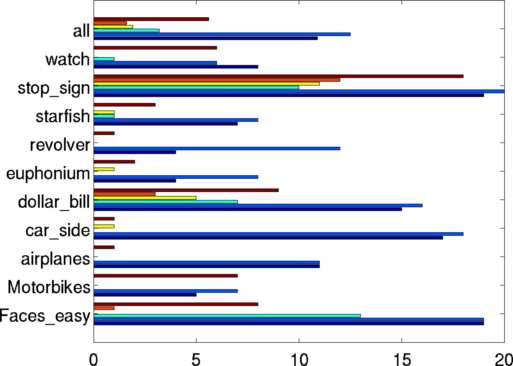 all
watch
stop_sign
starfish
revolver
euphonium
dollar_bill
car_side
airplanes
Motorbikes
Faces_easy
0 5 10 15 20